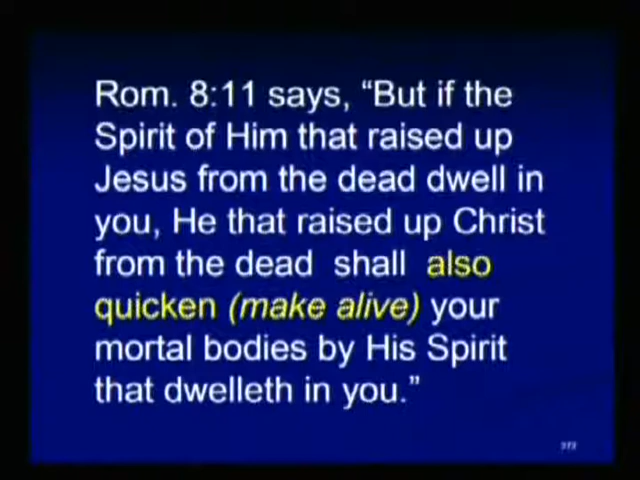 Rom. 8:11 says, “But if the
Spirit of Him that raised up
Jesus from the dead dwell in
you, He that raised up Christ
from the dead shall also
quicken (make alive) your
mortal bodies by His Spirit
that dwelleth in you.”